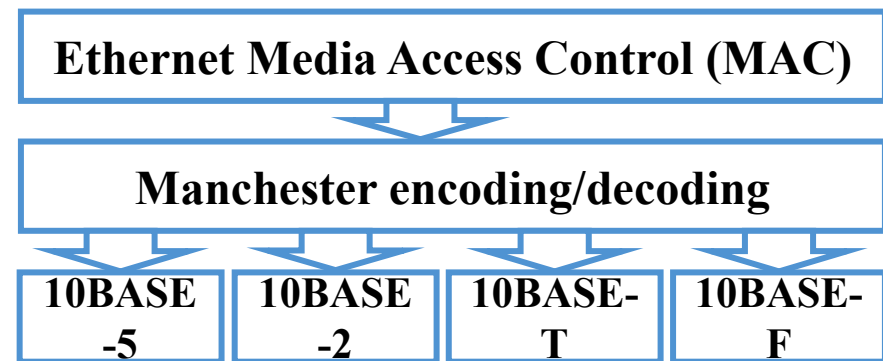 Ethernet Media Access Control (MAC)
Manchester encoding/decoding
10BASE
-5
10BASE
-2
10BASE-
T
10BASE-
F